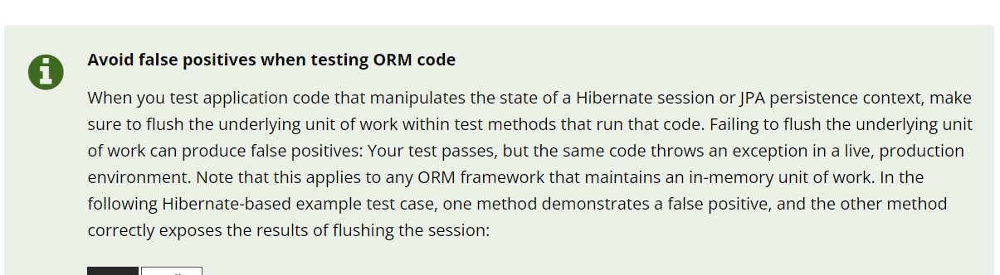 Avoid false positives when testing ORM code
When you test application code that manipulates the state of a Hibernate session or JPA persistence context, make
sure to flush the underlying unit of work within test methods that run that code. Failing to flush the underlying unit
of work can produce false positives: Your test passes, but the same code throws an exception in a live, production
environment. Note that this applies to any ORM framework that maintains an in-memory unit of work. In the
following Hibernate-based example test case, one method demonstrates a false positive, and the other method
correctly exposes the results of flushing the session: